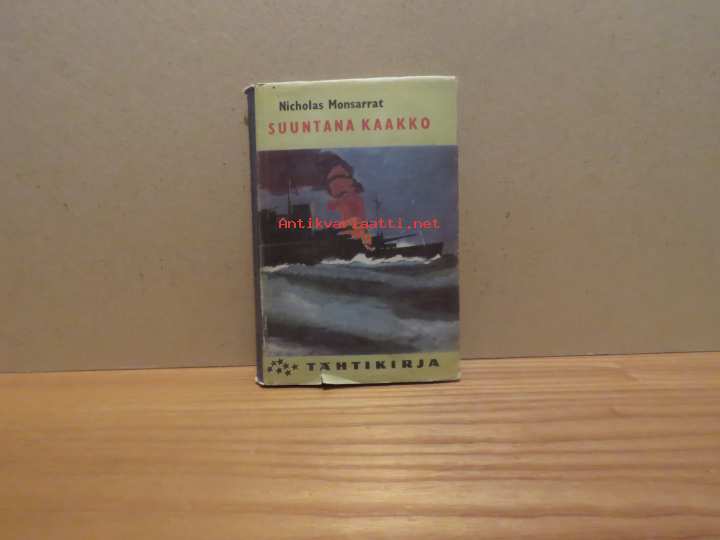 Nicholas Monsarrat
SUUNTANA KAAKKO
Antikvariaatti.net
TÄHTIKIRJA